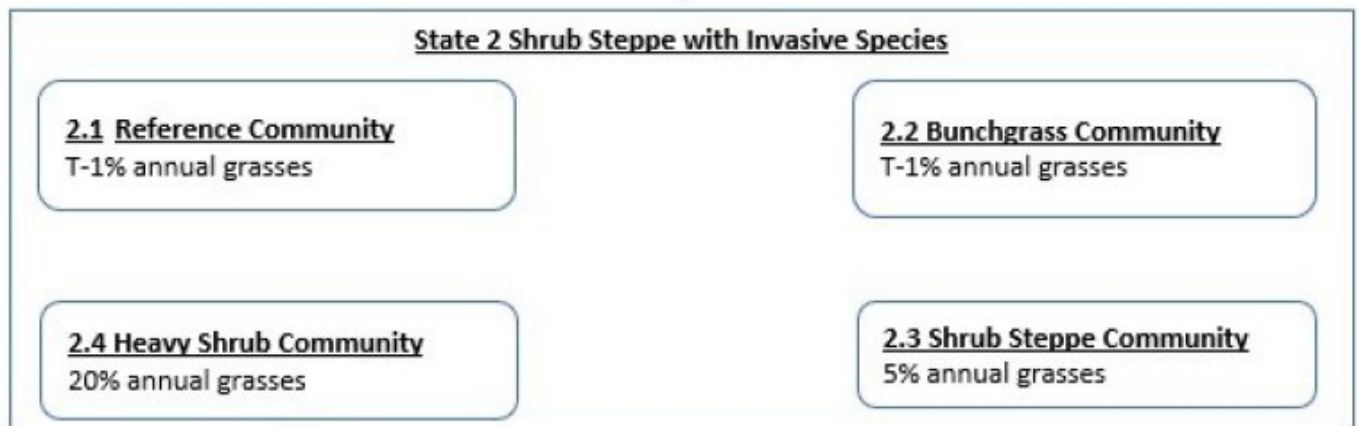 State 2 Shrub Steppe with Invasive Species
2.1 Reference Community
T-1% annual grasses
2.2 Bunchgrass Community
T-1% annual grasses
2.4 Heavy Shrub Community
20% annual grasses
2.3 Shrub Steppe Community
5% annual grasses